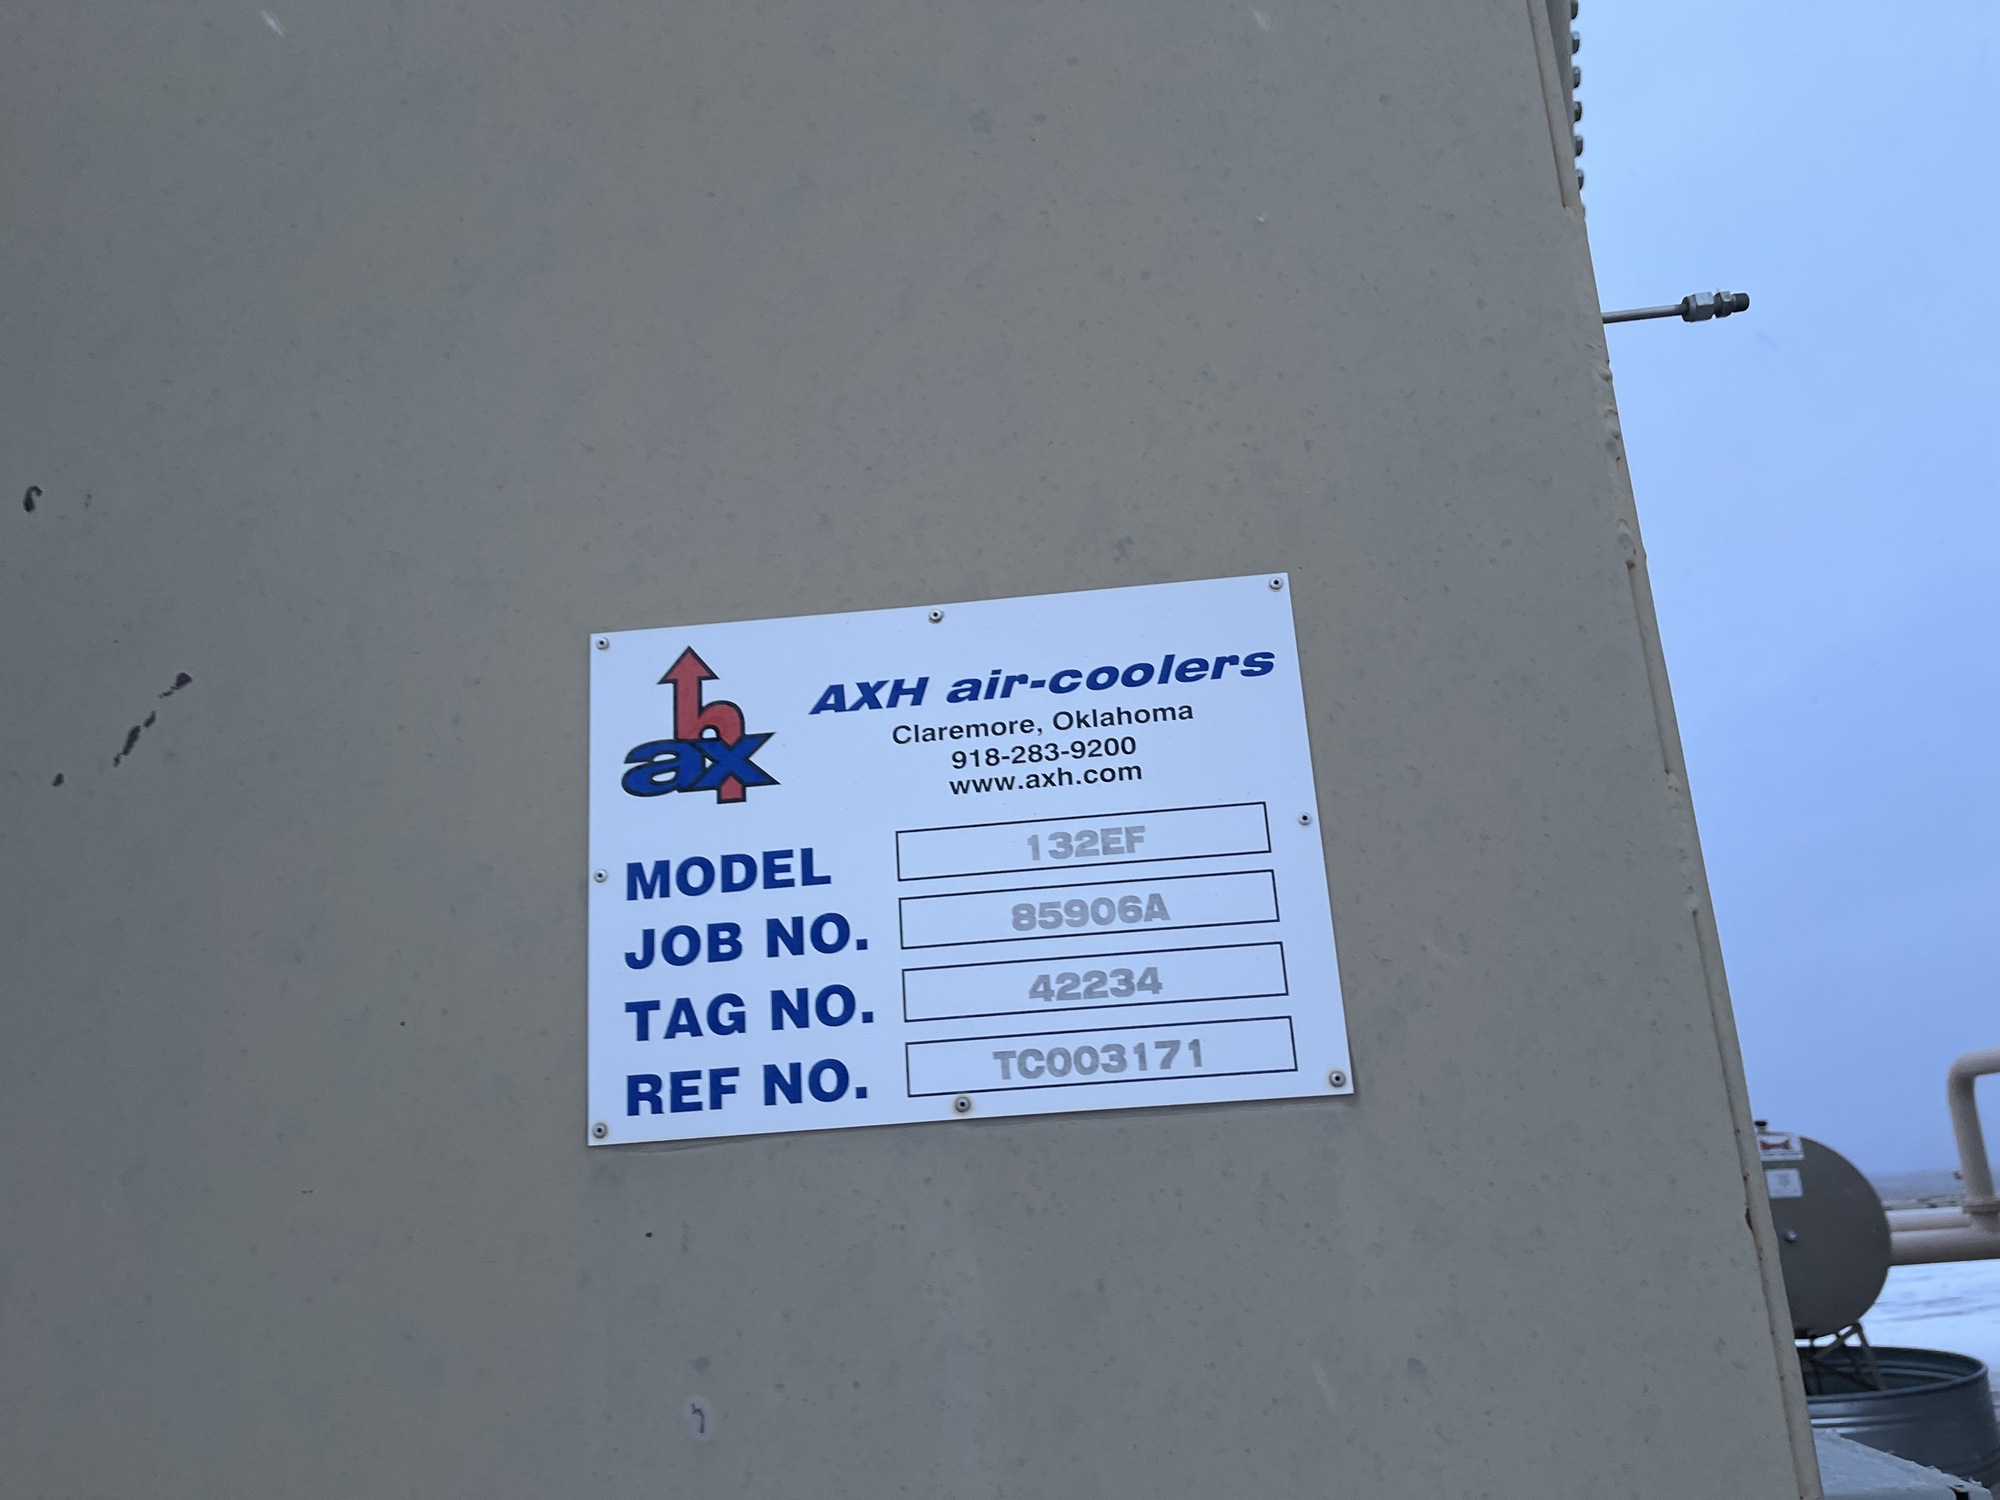 hax
AXH air-coolers
Claremore, Oklahoma
918-283-9200
www.axh.com
MODEL 132EF
JOB NO. 85906A
TAG NO. 42234
REF NO. TC003171